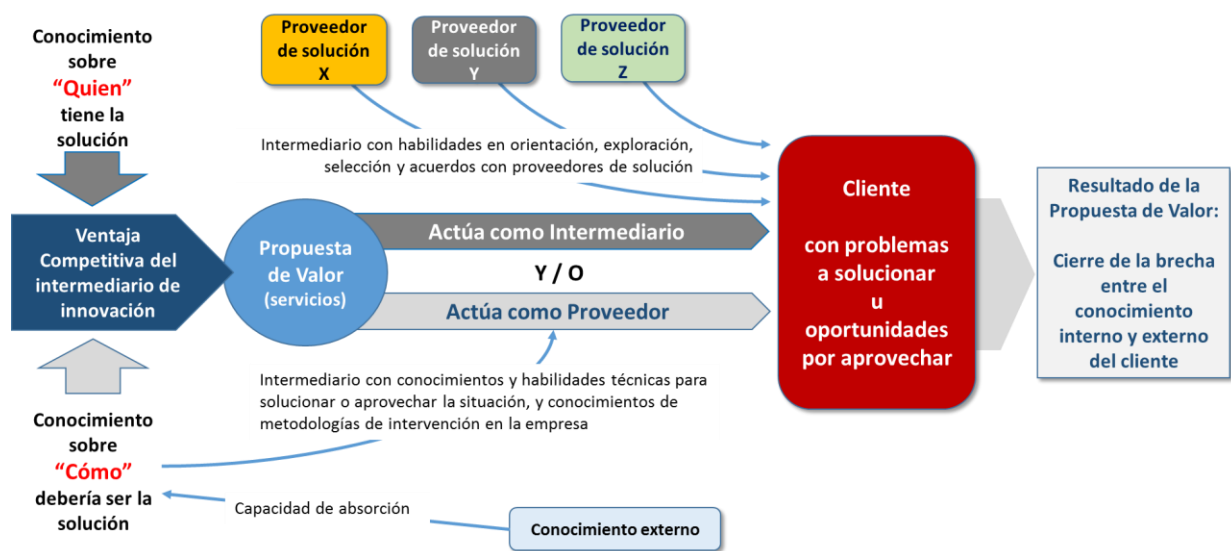 Conocimiento
sobre
“Quien”
tiene la
solución
Proveedor
de solución
X
Proveedor
de solución
Y
Proveedor
de solución
Z
Intermediario con habilidades en orientación, exploración,
selección y acuerdos con proveedores de solución
Ventaja
Competitiva del
intermediario de
innovación
Propuesta
de Valor
(servicios)
Actúa como Intermediario
Y / O
Actúa como Proveedor
Cliente
con problemas
a solucionar
u
oportunidades
por aprovechar
Resultado de la
Propuesta de Valor:
Cierre de la brecha
entre el
conocimiento
interno y externo
del cliente
Intermediario con conocimientos y habilidades técnicas para
solucionar o aprovechar la situación, y conocimientos de
metodologías de intervención en la empresa
Conocimiento
sobre
“Cómo”
debería ser la
solución
Capacidad de absorción
Conocimiento externo